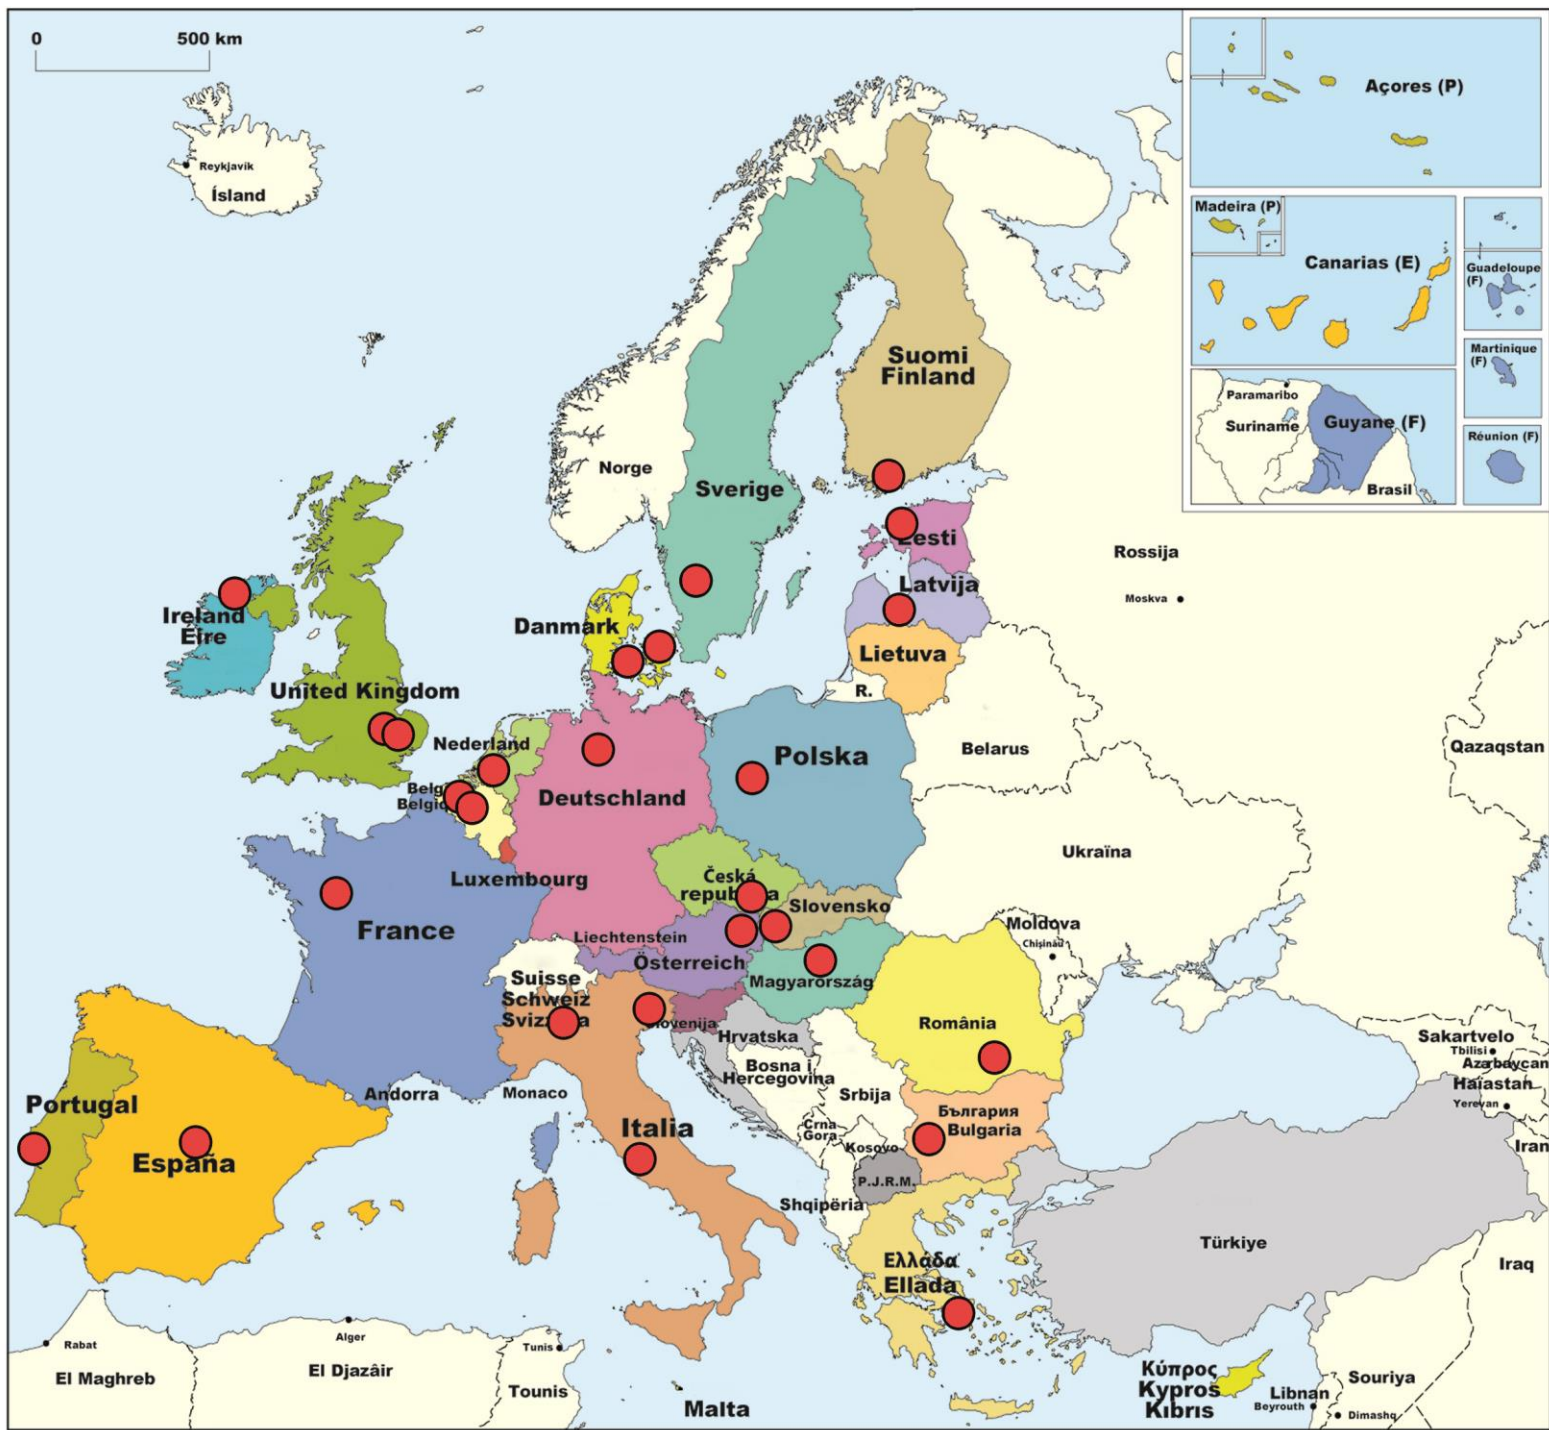 0
500 km
Reykjavík
Ísland
Açores (P)
Madeira (P)
Canarias (E)
Guadeloupe
(F)
Martinique
(F)
Paramaribo
Suriname
Guyane (F)
Brasil
Réunion (F)
Suomi
Finland
Norge
Sverige
Eesti
Rossija
Latvija
Moskva
Ireland
Éire
Danmark
Lietuva
R.
United Kingdom
Nederland
Belarus
Qazaqstan
Polska
Deutschland
Ukraïna
Luxembourg
Česká
Slovensko
France
Liechtenstein
Österreich
Moldova
Chişinău
Magyarország
Suisse
Schweiz
România
Hrvatska
Sakartvelo
Tbilisi
Azərbaycan
Haïastan
Yerevan
Bosna i
Hercegovina
Srbija
Andorra
Monaco
Portugal
España
Italia
България
Bulgaria
Crna
Gora
Kosovo
P.J.R.M.
Iran
Shqipëria
Türkiye
Iraq
Ελλάδα
Ellada
Rabat
Alger
Tunis
El Maghreb
El Djazâir
Tounis
Malta
Κύπρος
Kypros
Kıbrıs
Libnan
Beyrouth
Souriya
Dimashq